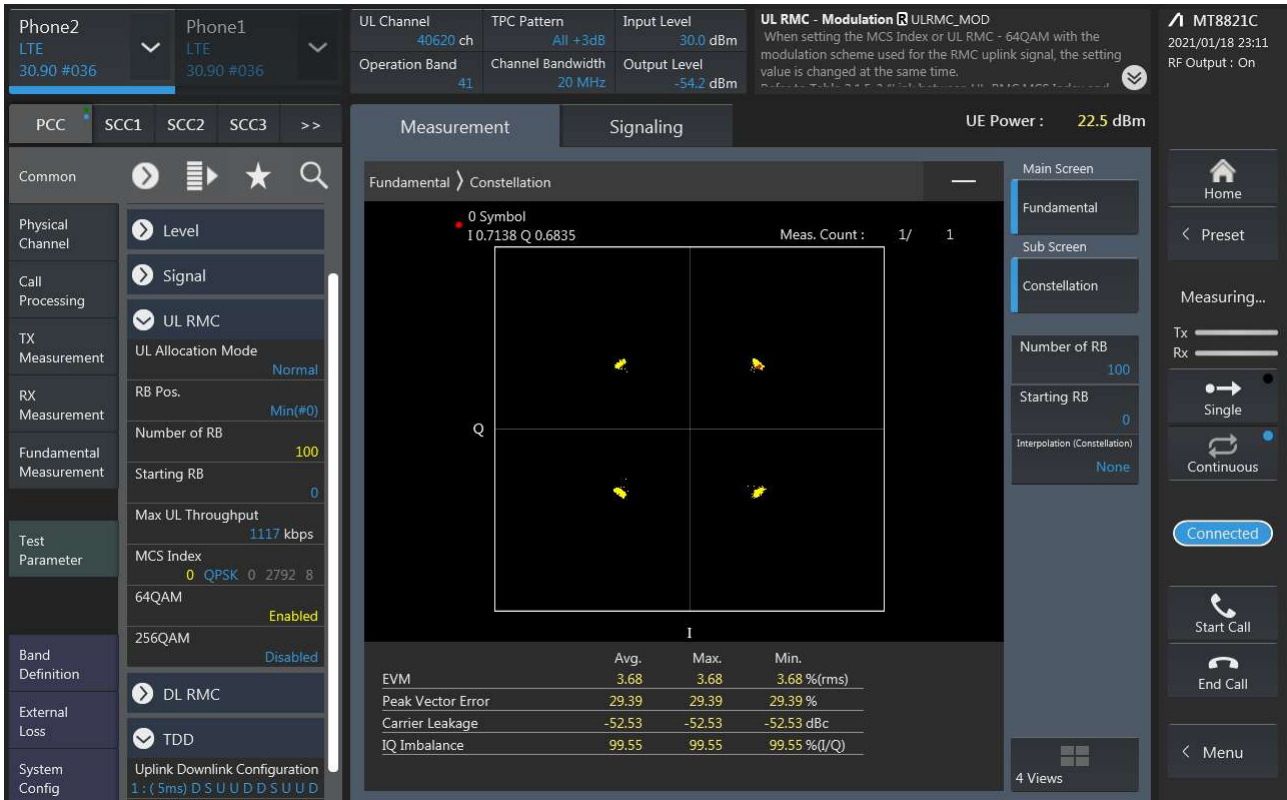 Phone2
LTE
30.90 #036
Phone1
LTE
30.90 #036
UL Channel
40620 ch
TPC Pattern
All +3dB
Input Level
30.0 dBm
Operation Band
41
Channel Bandwidth
20 MHz
Output Level
-54.2 dBm
UL RMC - Modulation R ULRMC_MOD
When setting the MCS Index or UL RMC - 64QAM with the
modulation scheme used for the RMC uplink signal, the setting
value is changed at the same time.
MT8821C
2021/01/18 23:11
RF Output : On
PCC SCC1 SCC2 SCC3 >>
Measurement
Signaling
UE Power : 22.5 dBm
Common
Physical
Channel
Call
Processing
TX
Measurement
RX
Measurement
Fundamental
Measurement
Test
Parameter
Band
Definition
External
Loss
System
Config
Level
Signal
UL RMC
UL Allocation Mode
Normal
RB Pos.
Min(#0)
Number of RB
100
Starting RB
0
Max UL Throughput
1117 kbps
MCS Index
0 QPSK 0 2792 8
64QAM
Enabled
256QAM
Disabled
DL RMC
TDD
Uplink Downlink Configuration
1 : ( 5ms) D S U U D D S U U D
Fundamental > Constellation
0 Symbol
I 0.7138 Q 0.6835
Meas. Count : 1/ 1
Q
I
Avg. Max. Min.
EVM 3.68 3.68 3.68 %(rms)
Peak Vector Error 29.39 29.39 29.39 %
Carrier Leakage -52.53 -52.53 -52.53 dBc
IQ Imbalance 99.55 99.55 99.55 %(I/Q)
Main Screen
Fundamental
Sub Screen
Constellation
Number of RB
100
Starting RB
0
Interpolation (Constellation)
None
4 Views
Home
< Preset
Measuring...
Tx
Rx
Single
Continuous
Connected
Start Call
End Call
< Menu